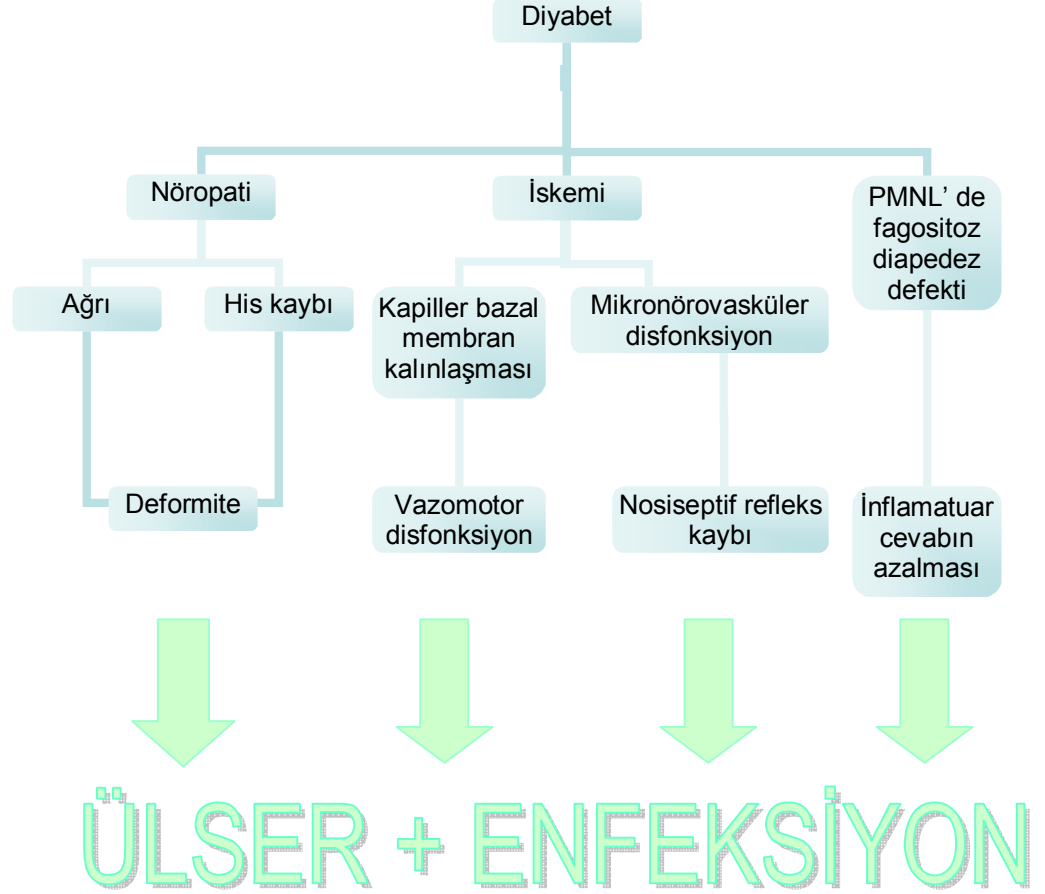 Diyabet
Nöropati
İskemi
PMNL’ de
fagositoz
diapedez
defekti
Ağrı
His kaybı
Kapiller bazal
membran
kalınlaşması
Mikronörovasküler
disfonksiyon
Deformite
Vazomotor
disfonksiyon
Nosiseptif refleks
kaybı
İnflamatuar
cevabın
azalması
ÜLSER + ENFEKSİYON